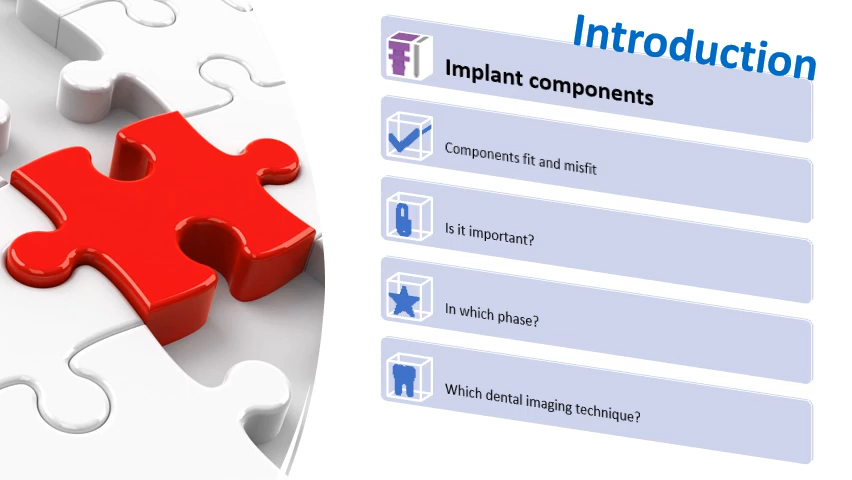 Introduction
Implant components
Components fit and misfit
Is it important?
In which phase?
Which dental imaging technique?